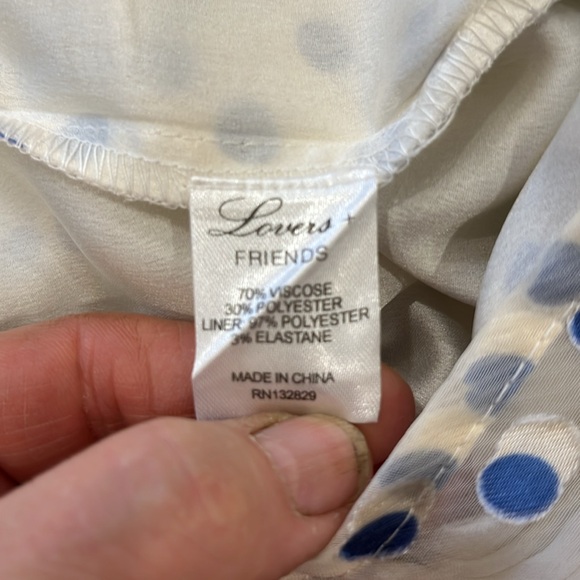 Lovers +
FRIENDS
70% VISCOSE
30% POLYESTER
LINER 97% POLYESTER
3% ELASTANE
MADE IN CHINA
RN132829